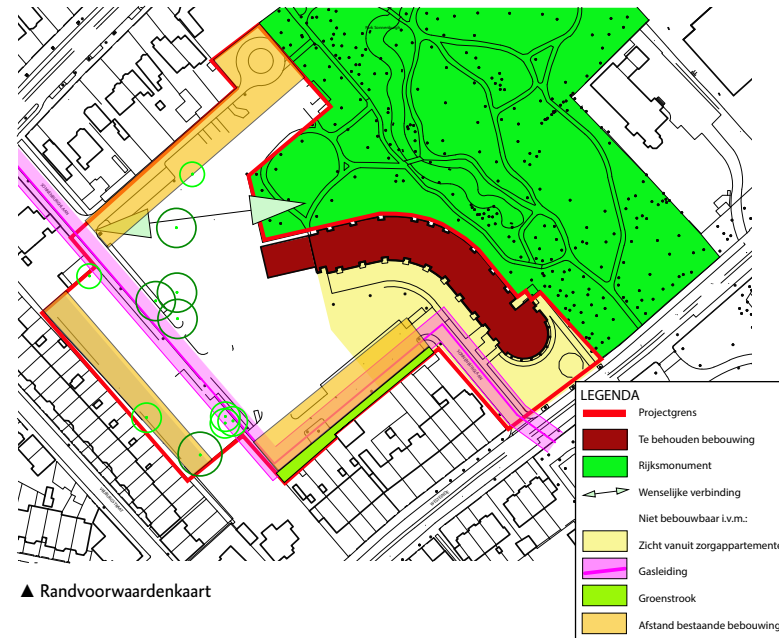 LEGENDA
Projectgrens
Te behouden bebouwing
Rijksmonument
Wenselijke verbinding
Niet bebouwbaar i.v.m.:
Zicht vanuit zorgappartemente
Gasleiding
Groenstrook
Afstand bestaande bebouwing
▲ Randvoorwaardenkaart